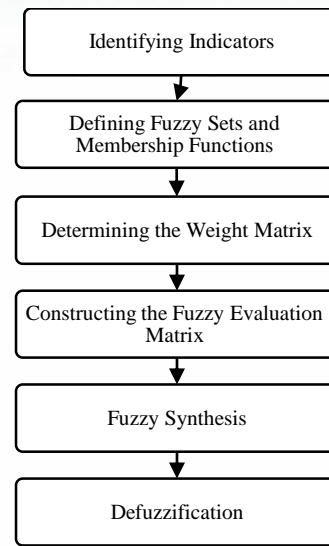 Identifying Indicators
Defining Fuzzy Sets and
Membership Functions
Determining the Weight Matrix
Constructing the Fuzzy Evaluation
Matrix
Fuzzy Synthesis
Defuzzification